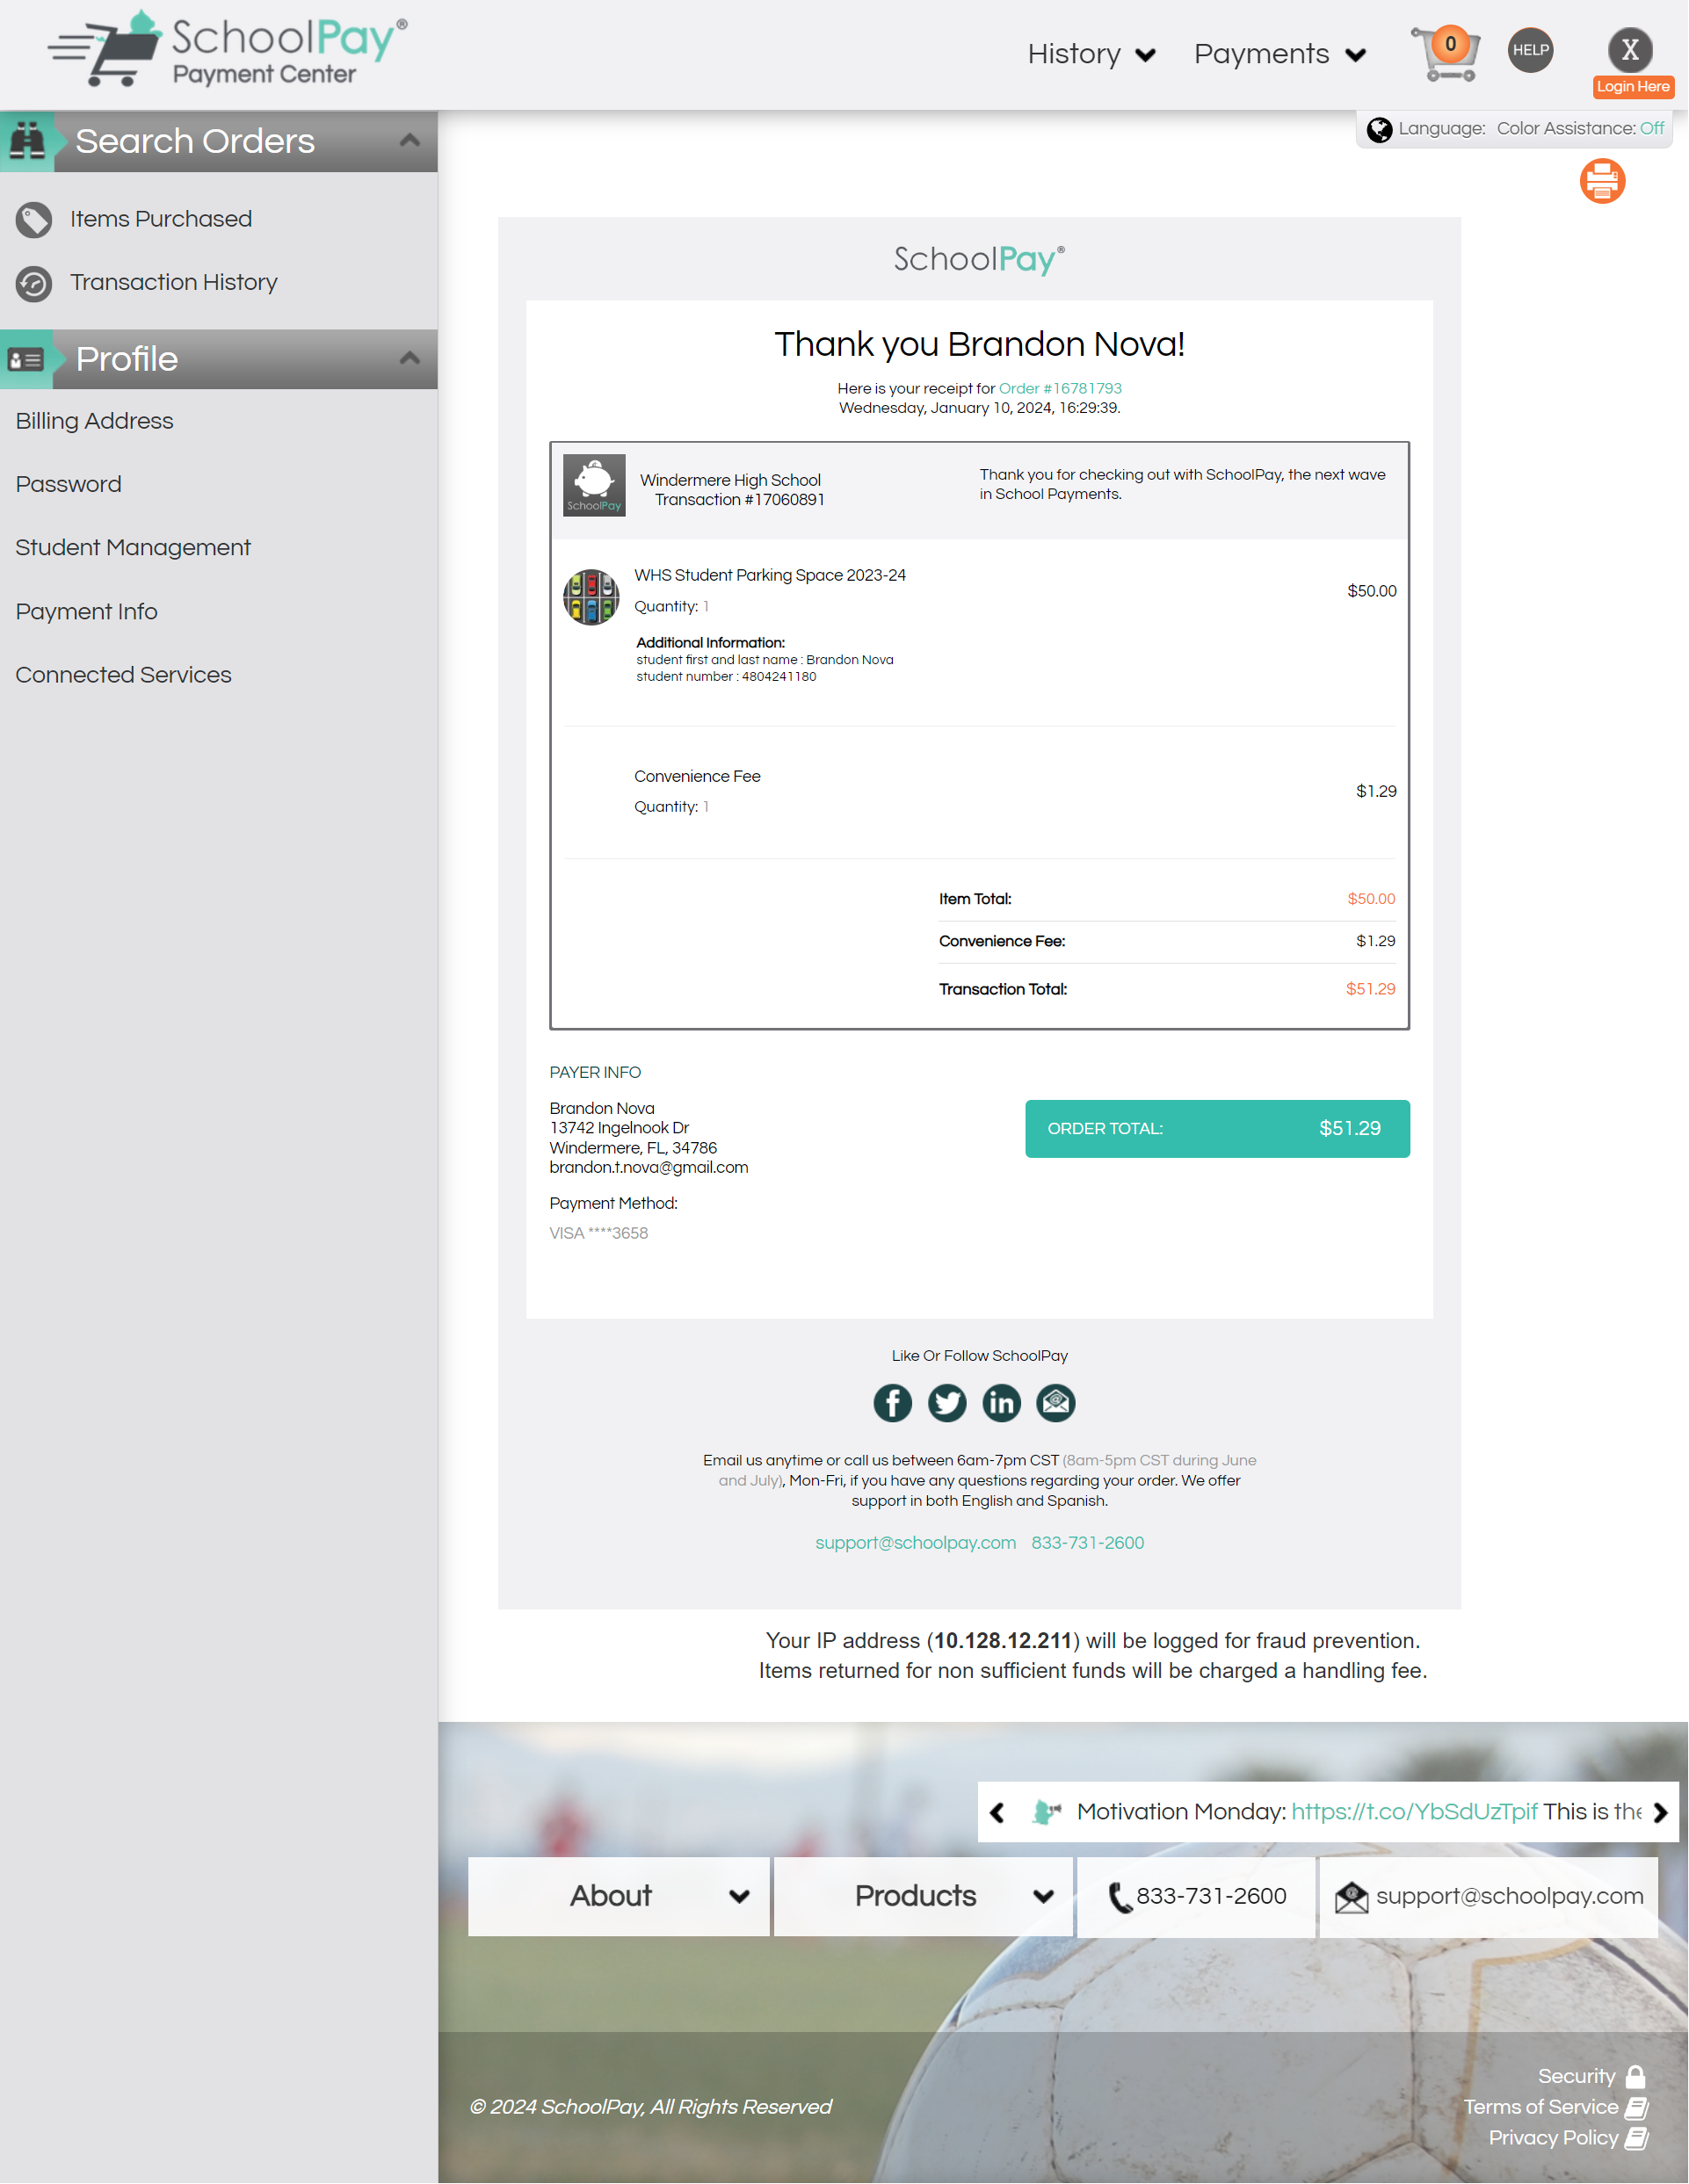 SchoolPay®
Payment Center
History
Payments
0
HELP
X
Login Here
Language: Color Assistance: Off
Search Orders
Items Purchased
Transaction History
Profile
Billing Address
Password
Student Management
Payment Info
Connected Services
SchoolPay®
Thank you Brandon Nova!
Here is your receipt for Order #16781793
Wednesday, January 10, 2024, 16:29:39.
SchoolPay
Windermere High School
Transaction #17060891
Thank you for checking out with SchoolPay, the next wave
in School Payments.
WHS Student Parking Space 2023-24
$50.00
Quantity: 1
Additional Information:
student first and last name : Brandon Nova
student number : 4804241180
Convenience Fee
$1.29
Quantity: 1
Item Total: $50.00
Convenience Fee: $1.29
Transaction Total: $51.29
PAYER INFO
Brandon Nova
13742 Ingelnook Dr
Windermere, FL, 34786
brandon.t.nova@gmail.com
ORDER TOTAL: $51.29
Payment Method:
VISA ****3658
Like Or Follow SchoolPay
Email us anytime or call us between 6am-7pm CST (8am-5pm CST during June
and July), Mon-Fri, if you have any questions regarding your order. We offer
support in both English and Spanish.
support@schoolpay.com 833-731-2600
Your IP address (10.128.12.211) will be logged for fraud prevention.
Items returned for non sufficient funds will be charged a handling fee.
Motivation Monday: https://t.co/YbSdUzTpif This is the
About
Products
833-731-2600
support@schoolpay.com
© 2024 SchoolPay, All Rights Reserved
Security
Terms of Service
Privacy Policy